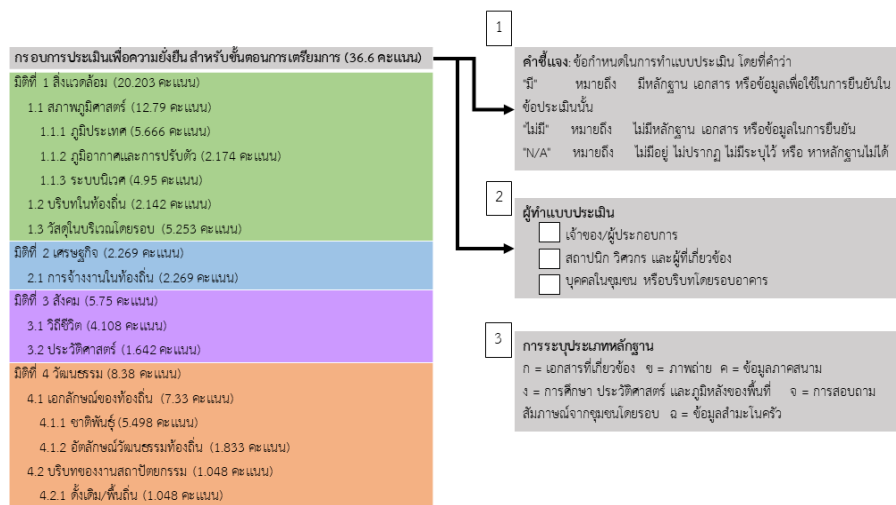 กรอบการประเมินเพื่อความยั่งยืน สำหรับขั้นตอนการเตรียมการ (36.6 คะแนน)
มิติที่ 1 สิ่งแวดล้อม (20.203 คะแนน)
1.1 สภาพภูมิศาสตร์ (12.79 คะแนน)
1.1.1 ภูมิประเทศ (5.666 คะแนน)
1.1.2 ภูมิอากาศและการปรับตัว (2.174 คะแนน)
1.1.3 ระบบนิเวศ (4.95 คะแนน)
1.2 บริบทในท้องถิ่น (2.142 คะแนน)
1.3 วัสดุในบริเวณโดยรอบ (5.253 คะแนน)
มิติที่ 2 เศรษฐกิจ (2.269 คะแนน)
2.1 การจ้างงานในท้องถิ่น (2.269 คะแนน)
มิติที่ 3 สังคม (5.75 คะแนน)
3.1 วิถีชีวิต (4.108 คะแนน)
3.2 ประวัติศาสตร์ (1.642 คะแนน)
มิติที่ 4 วัฒนธรรม (8.38 คะแนน)
4.1 เอกลักษณ์ของท้องถิ่น (7.33 คะแนน)
4.1.1 ชาติพันธุ์ (5.498 คะแนน)
4.1.2 อัตลักษณ์วัฒนธรรมท้องถิ่น (1.833 คะแนน)
4.2 บริบทของงานสถาปัตยกรรม (1.048 คะแนน)
4.2.1 ดั้งเดิม/พื้นถิ่น (1.048 คะแนน)
1
คำชี้แจง: ข้อกำหนดในการทำแบบประเมิน โดยที่คำว่า
"มี" หมายถึง มีหลักฐาน เอกสาร หรือข้อมูลเพื่อใช้ในการยืนยันใน
ข้อประเมินนั้น
"ไม่มี" หมายถึง ไม่มีหลักฐาน เอกสาร หรือข้อมูลในการยืนยัน
"N/A" หมายถึง ไม่มีอยู่ ไม่ปรากฏ ไม่มีระบุไว้ หรือ หาหลักฐานไม่ได้
2
ผู้ทำแบบประเมิน
เจ้าของ/ผู้ประกอบการ
สถาปนิก วิศวกร และผู้ที่เกี่ยวข้อง
บุคคลในชุมชน หรือบริบทโดยรอบอาคาร
3
การระบุประเภทหลักฐาน
ก = เอกสารที่เกี่ยวข้อง ข = ภาพถ่าย ค = ข้อมูลภาคสนาม
ง = การศึกษา ประวัติศาสตร์ และภูมิหลังของพื้นที่ จ = การสอบถาม
สัมภาษณ์จากชุมชนโดยรอบ ฉ = ข้อมูลสำมะโนครัว